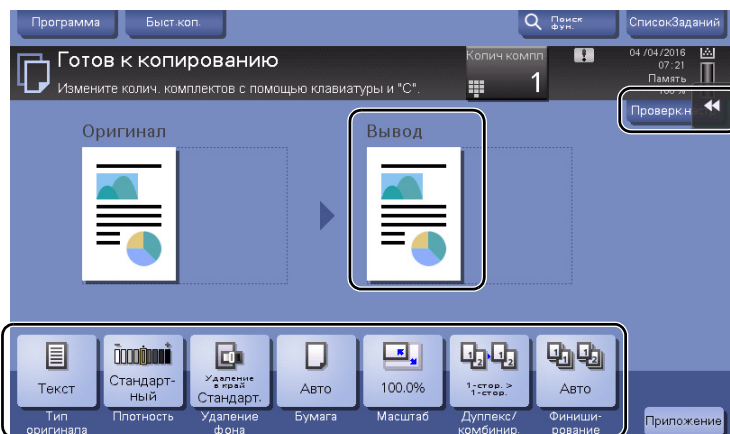 Программа
Быст.коп.
Поиск
фун.
СписокЗаданий
Готов к копированию
Измените колич. комплектов с помощью клавиатуры и "C".
Колич компл
1
04/04/2016
07:21
Память
100 %
Проверк.н
Оригинал
Вывод
Текст
Стандарт-
ный
Удаление
в край
Стандарт.
Авто
100.0%
1-стор. >
1-стор.
Авто
Тип
оригинала
Плотность
Удаление
фона
Бумага
Масштаб
Дуплекс/
комбинир.
Финиши-
рование
Приложение